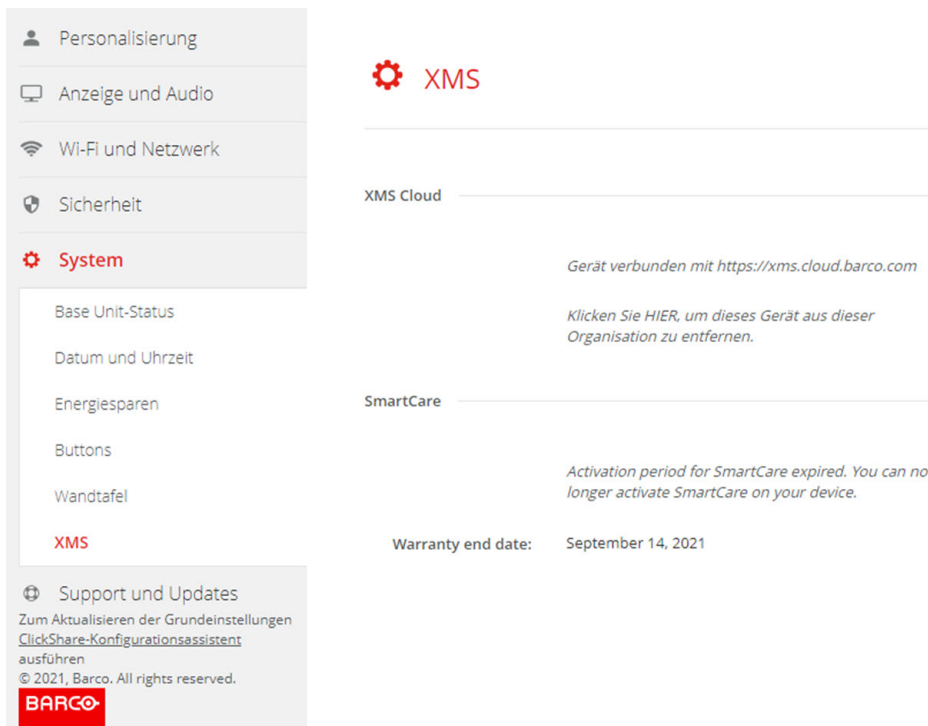 Personalisierung
Anzeige und Audio
Wi-Fi und Netzwerk
Sicherheit
System
Base Unit-Status
Datum und Uhrzeit
Energiesparen
Buttons
Wandtafel
XMS
Support und Updates
Zum Aktualisieren der Grundeinstellungen
ClickShare-Konfigurationsassistent
ausführen
© 2021, Barco. All rights reserved.
BARCO
XMS
XMS Cloud
Gerät verbunden mit https://xms.cloud.barco.com
Klicken Sie HIER, um dieses Gerät aus dieser
Organisation zu entfernen.
SmartCare
Activation period for SmartCare expired. You can no
longer activate SmartCare on your device.
Warranty end date: September 14, 2021